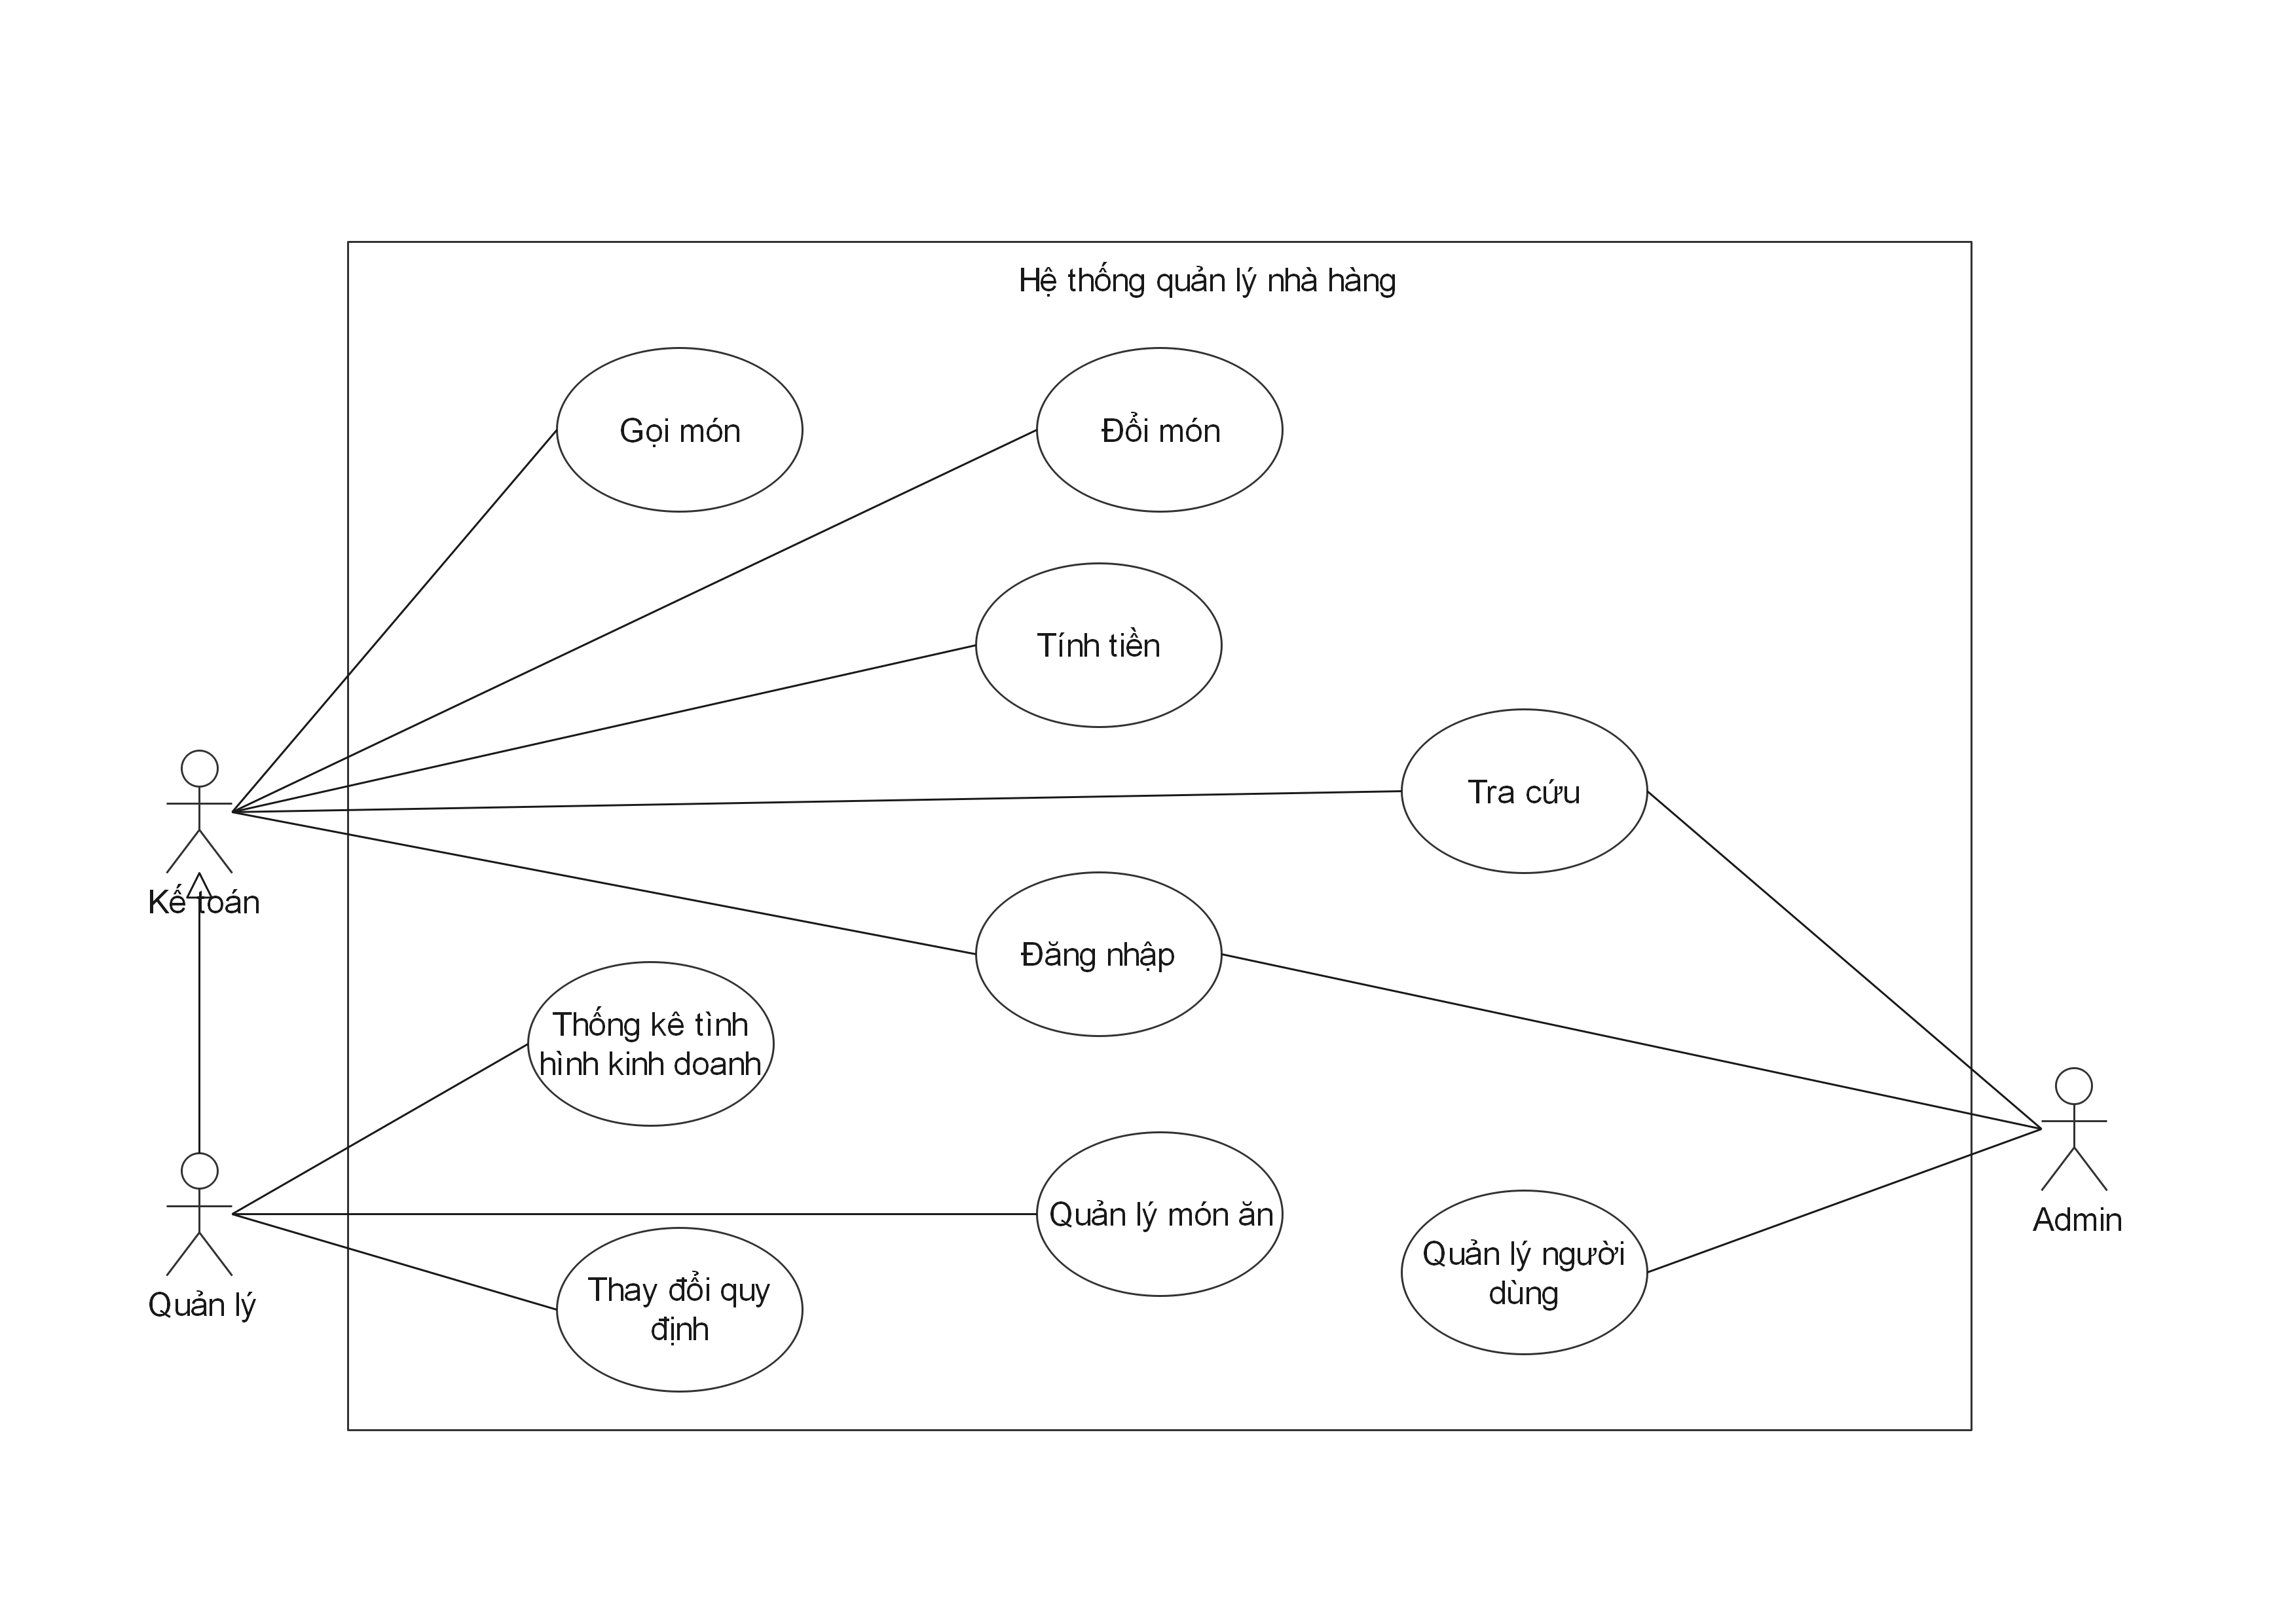 Hệ thống quản lý nhà hàng
Gọi món
Đổi món
Tính tiền
Tra cứu
Kế toán
Đăng nhập
Thống kê tình
hình kinh doanh
Quản lý món ăn
Admin
Quản lý người
dùng
Quản lý
Thay đổi quy
định